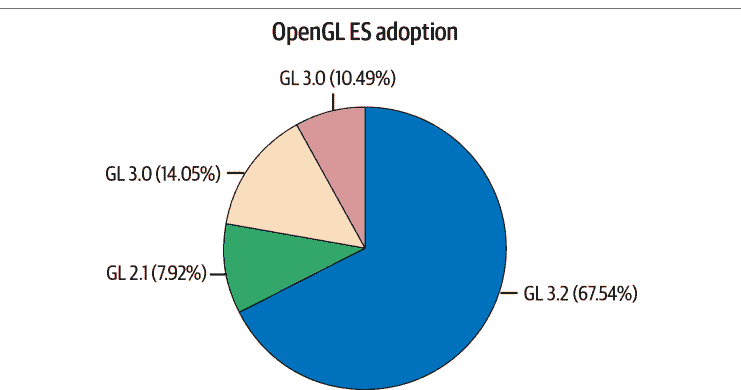 OpenGL ES adoption
GL 3.0 (10.49%)
GL 3.0 (14.05%)
GL 2.1 (7.92%)
GL 3.2 (67.54%)